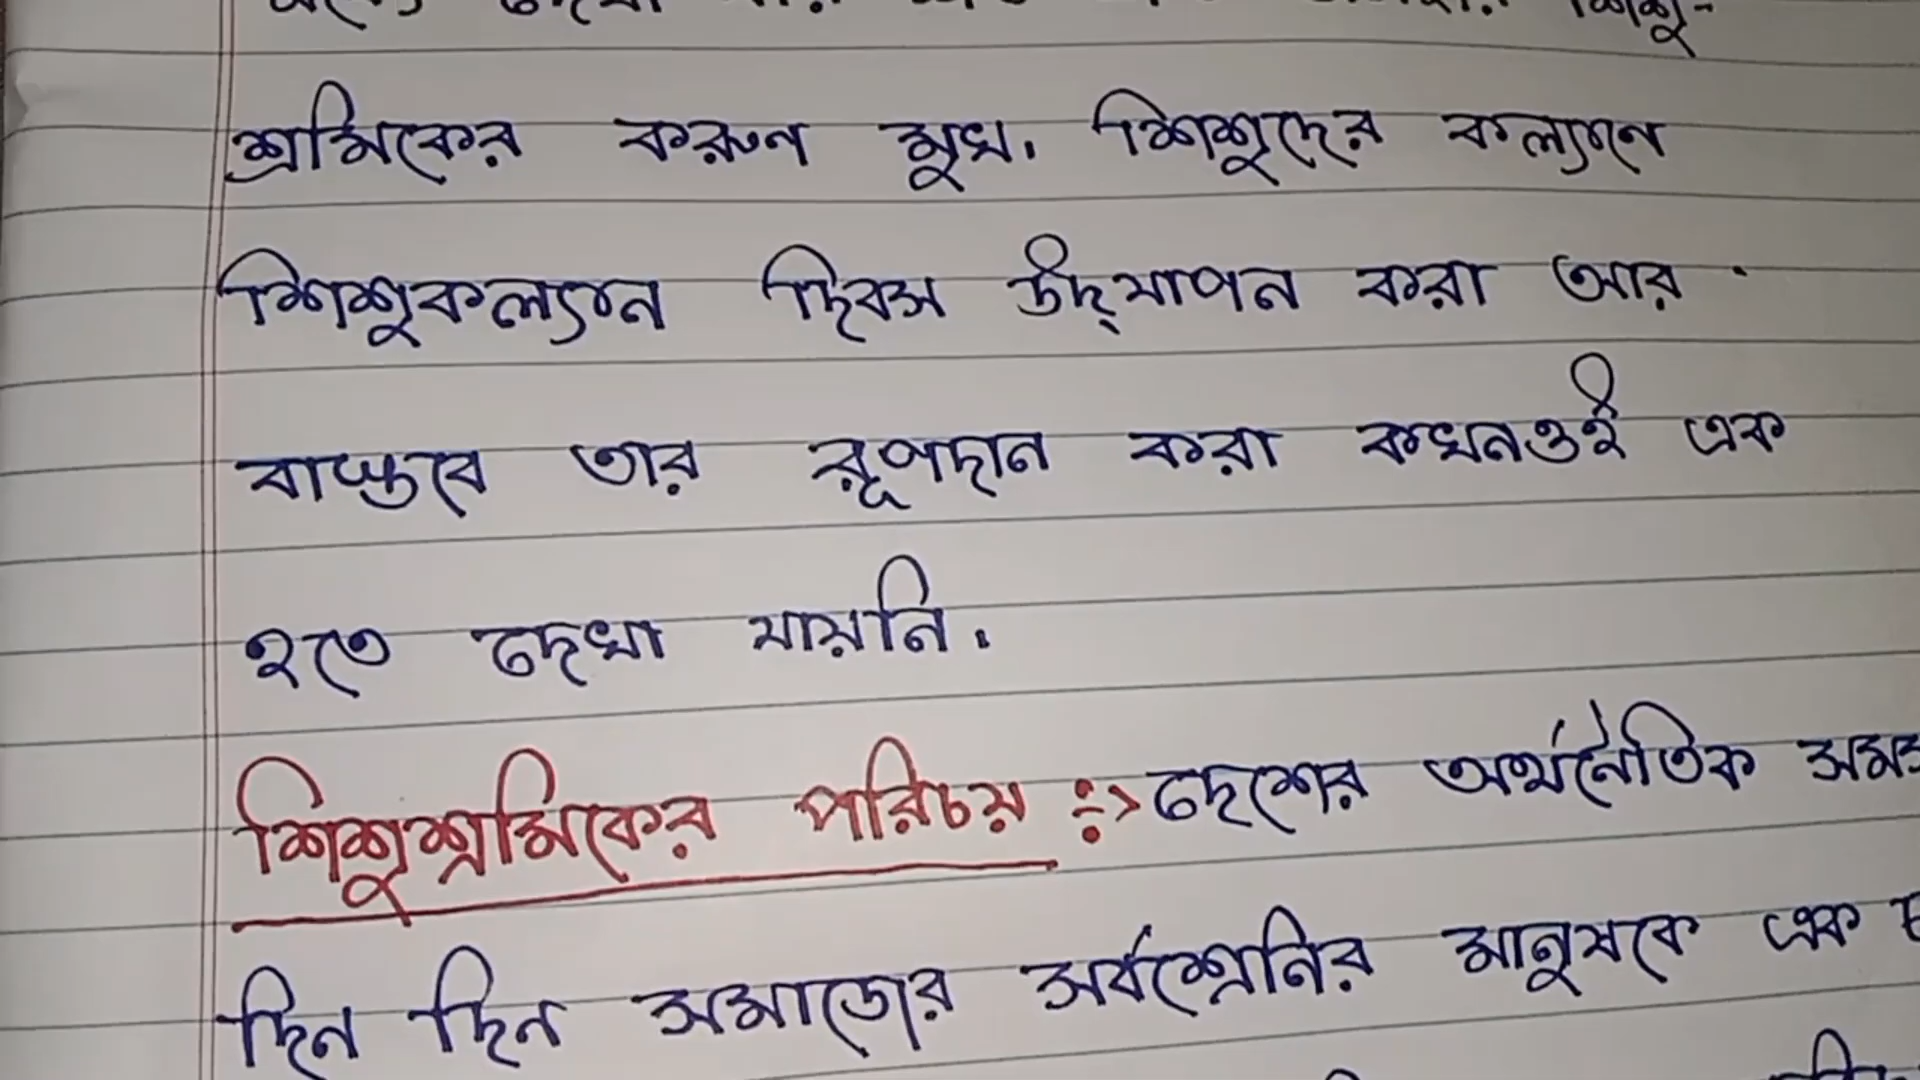 শিশু-
শ্রমিকের করুন মুখ। শিশুদের কল্যানে
শিশুকল্যান দিবস উদ্‌যাপন করা আর
বাস্তবে তার রূপদান করা কখনওই এক
হতে দেখা যায়নি।
শিশুশ্রমিকের পরিচয় :-> দেশের অর্থনৈতিক
দিন দিন সমাজের সর্বশ্রেনির মানুষকে এক